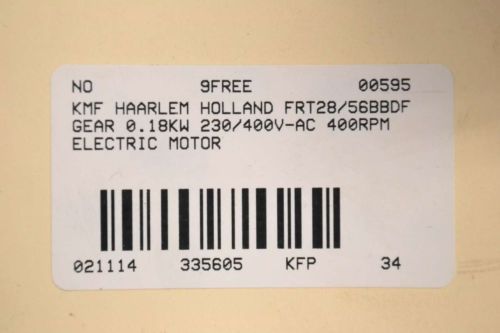 NO 9FREE 00595
KMF HAARLEM HOLLAND FRT28/56BBDF
GEAR 0.18KW 230/400V-AC 400RPM
ELECTRIC MOTOR
021114 335605 KFP 34